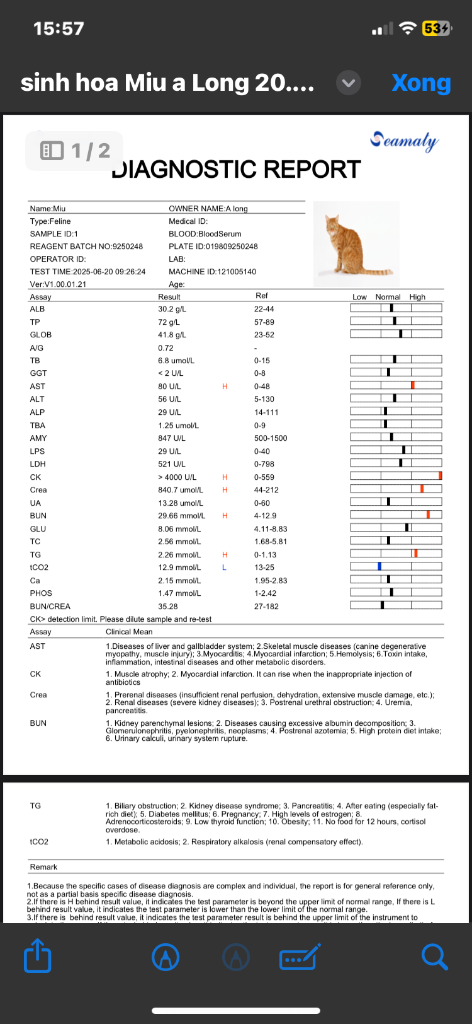 15:57
53
sinh hoa Miu a Long 20....
Xong
1/2
Seamaty
DIAGNOSTIC REPORT
Name:Miu OWNER NAME:A long
Type:Feline Medical ID:
SAMPLE ID:1 BLOOD:BloodSerum
REAGENT BATCH NO:9250248 PLATE ID:019809250248
OPERATOR ID: LAB:
TEST TIME:2025-06-20 09:26:24 MACHINE ID:121005140
Ver:V1.00.01.21 Age:
Assay Result Ref Low Normal High
ALB 30.2 g/L 22-44
TP 72 g/L 57-89
GLOB 41.8 g/L 23-52
A/G 0.72 -
TB 6.8 umol/L 0-15
GGT < 2 U/L 0-8
AST 80 U/L H 0-48
ALT 56 U/L 5-130
ALP 29 U/L 14-111
TBA 1.25 umol/L 0-9
AMY 847 U/L 500-1500
LPS 29 U/L 0-40
LDH 521 U/L 0-798
CK > 4000 U/L H 0-559
Crea 840.7 umol/L H 44-212
UA 13.28 umol/L 0-60
BUN 29.66 mmol/L H 4-12.9
GLU 8.06 mmol/L 4.11-8.83
TC 2.56 mmol/L 1.68-5.81
TG 2.26 mmol/L H 0-1.13
tCO2 12.9 mmol/L L 13-25
Ca 2.15 mmol/L 1.95-2.83
PHOS 1.47 mmol/L 1-2.42
BUN/CREA 35.28 27-182
CK> detection limit. Please dilute sample and re-test
Assay Clinical Mean
AST 1.Diseases of liver and gallbladder system; 2.Skeletal muscle diseases (canine degenerative
myopathy, muscle injury); 3.Myocarditis; 4.Myocardial infarction; 5.Hemolysis; 6.Toxin intake,
inflammation, intestinal diseases and other metabolic disorders.
CK 1. Muscle atrophy; 2. Myocardial infarction. It can rise when the inappropriate injection of
antibiotics
Crea 1. Prerenal diseases (insufficient renal perfusion, dehydration, extensive muscle damage, etc.);
2. Renal diseases (severe kidney diseases); 3. Postrenal urethral obstruction; 4. Uremia,
pancreatitis.
BUN 1. Kidney parenchymal lesions; 2. Diseases causing excessive albumin decomposition; 3.
Glomerulonephritis, pyelonephritis, neoplasms; 4. Postrenal azotemia; 5. High protein diet intake;
6. Urinary calculi, urinary system rupture.
TG 1. Biliary obstruction; 2. Kidney disease syndrome; 3. Pancreatitis; 4. After eating (especially fat-
rich diet); 5. Diabetes mellitus; 6. Pregnancy; 7. High levels of estrogen; 8.
Adrenocorticosteroids; 9. Low thyroid function; 10. Obesity; 11. No food for 12 hours, cortisol
overdose.
tCO2 1. Metabolic acidosis; 2. Respiratory alkalosis (renal compensatory effect).
Remark
1.Because the specific cases of disease diagnosis are complex and individual, the report is for general reference only,
not as a partial basis specific disease diagnosis.
2.If there is H behind result value, it indicates the test parameter is beyond the upper limit of normal range, If there is L
behind result value, it indicates the test parameter is lower than the lower limit of the normal range.
3.If there is behind result value, it indicates the test parameter result is behind the upper limit of the instrument to